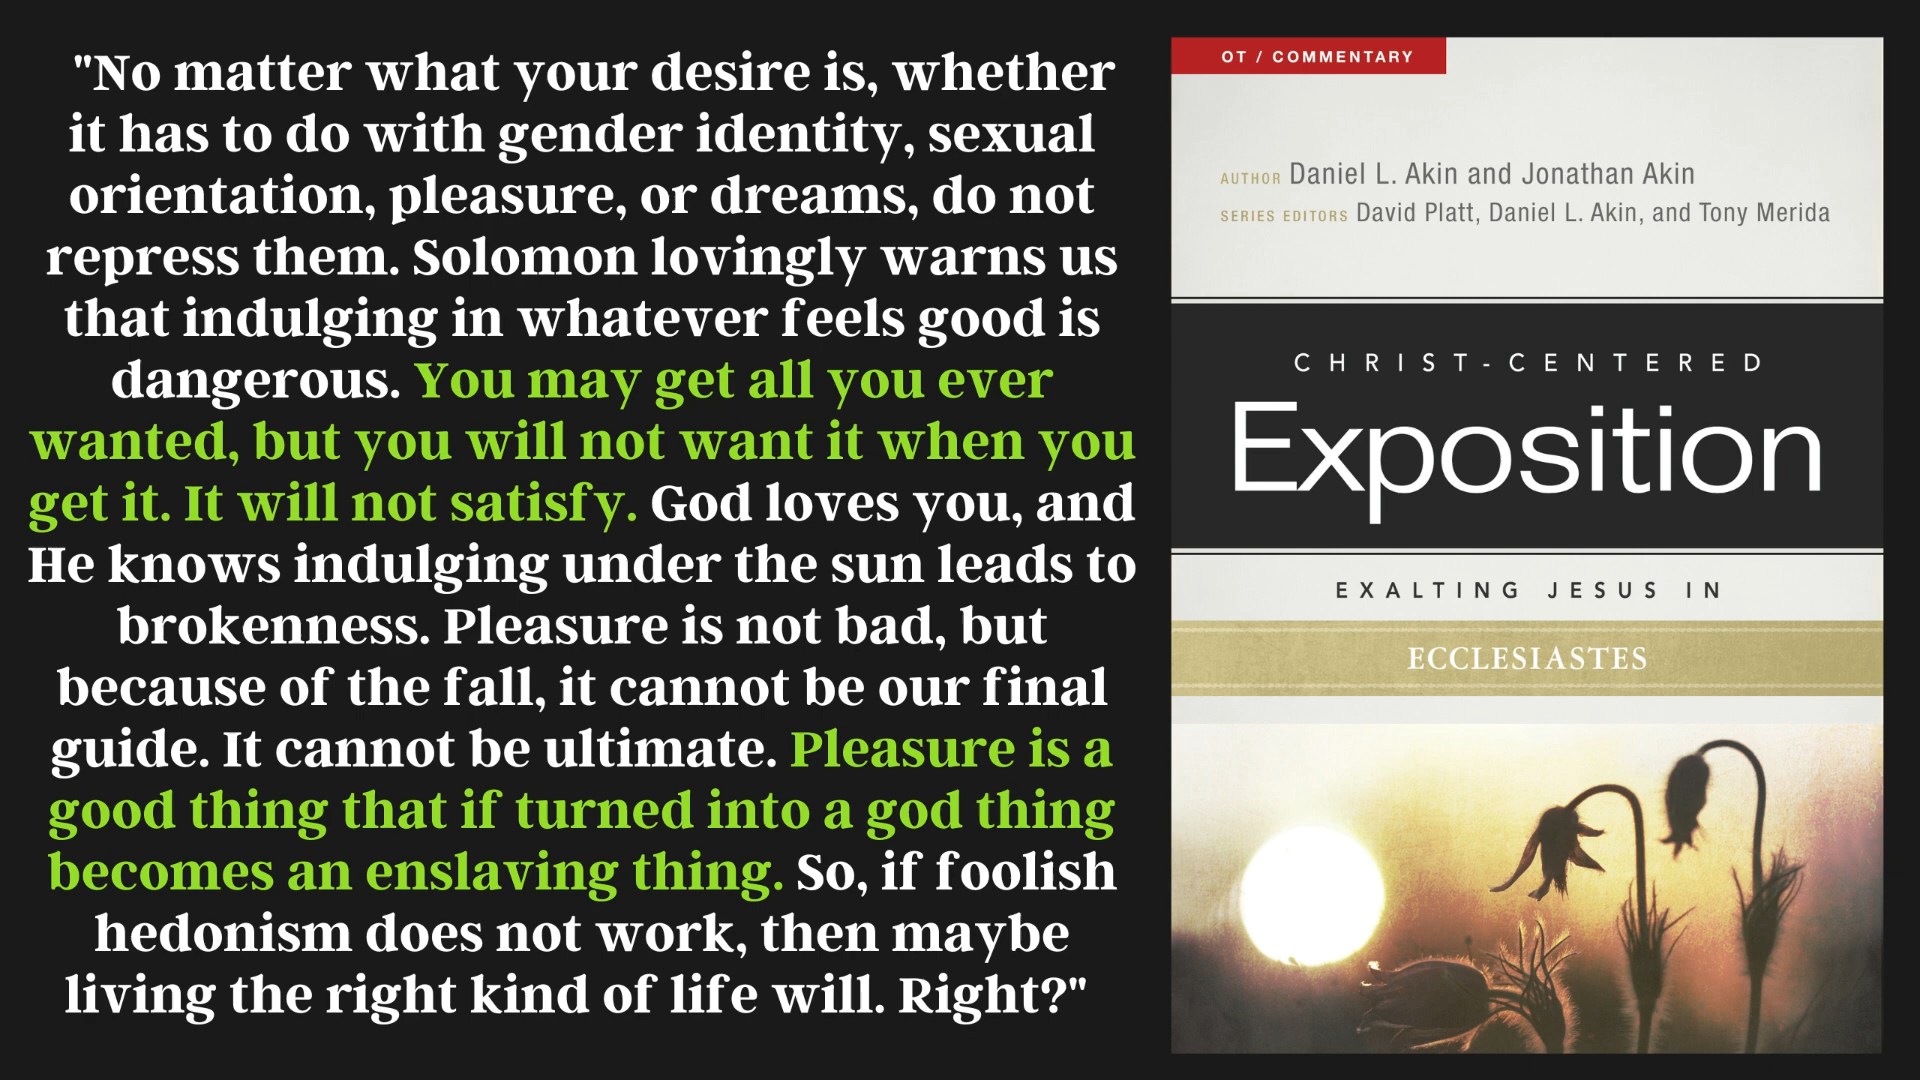 "No matter what your desire is, whether
it has to do with gender identity, sexual
orientation, pleasure, or dreams, do not
repress them. Solomon lovingly warns us
that indulging in whatever feels good is
dangerous. You may get all you ever
wanted, but you will not want it when you
get it. It will not satisfy. God loves you, and
He knows indulging under the sun leads to
brokenness. Pleasure is not bad, but
because of the fall, it cannot be our final
guide. It cannot be ultimate. Pleasure is a
good thing that if turned into a god thing
becomes an enslaving thing. So, if foolish
hedonism does not work, then maybe
living the right kind of life will. Right?"
OT / COMMENTARY
AUTHOR Daniel L. Akin and Jonathan Akin
SERIES EDITORS David Platt, Daniel L. Akin, and Tony Merida
CHRIST-CENTERED
Exposition
EXALTING JESUS IN
ECCLESIASTES